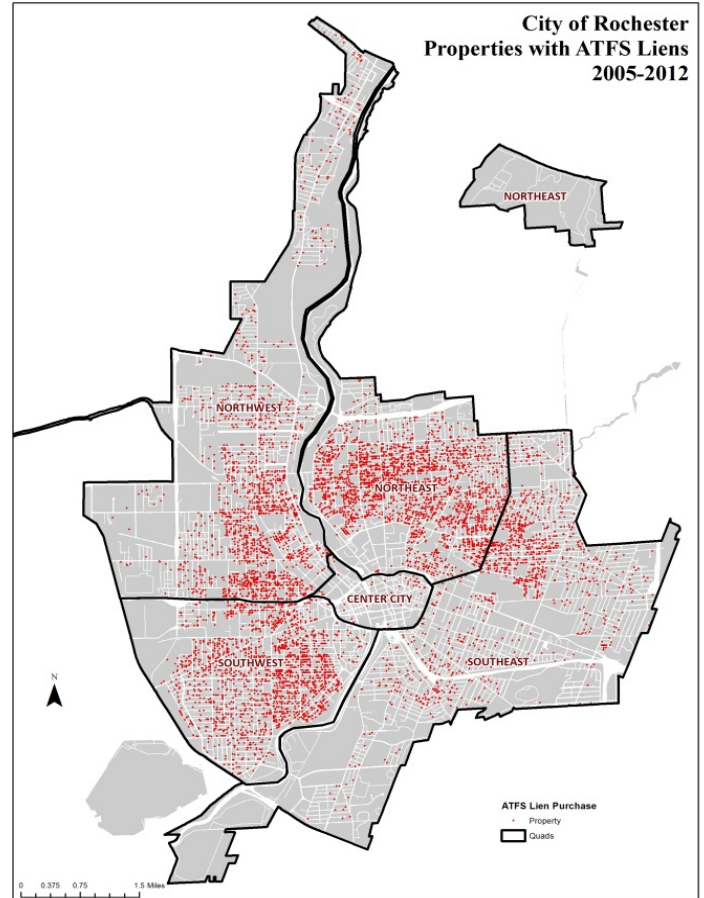 City of Rochester
Properties with ATFS Liens
2005-2012
NORTHEAST
NORTHWEST
NORTHEAST
CENTER CITY
SOUTHWEST
SOUTHEAST
N
ATFS Lien Purchase
Property
Quads
0 0.375 0.75 1.5 Miles